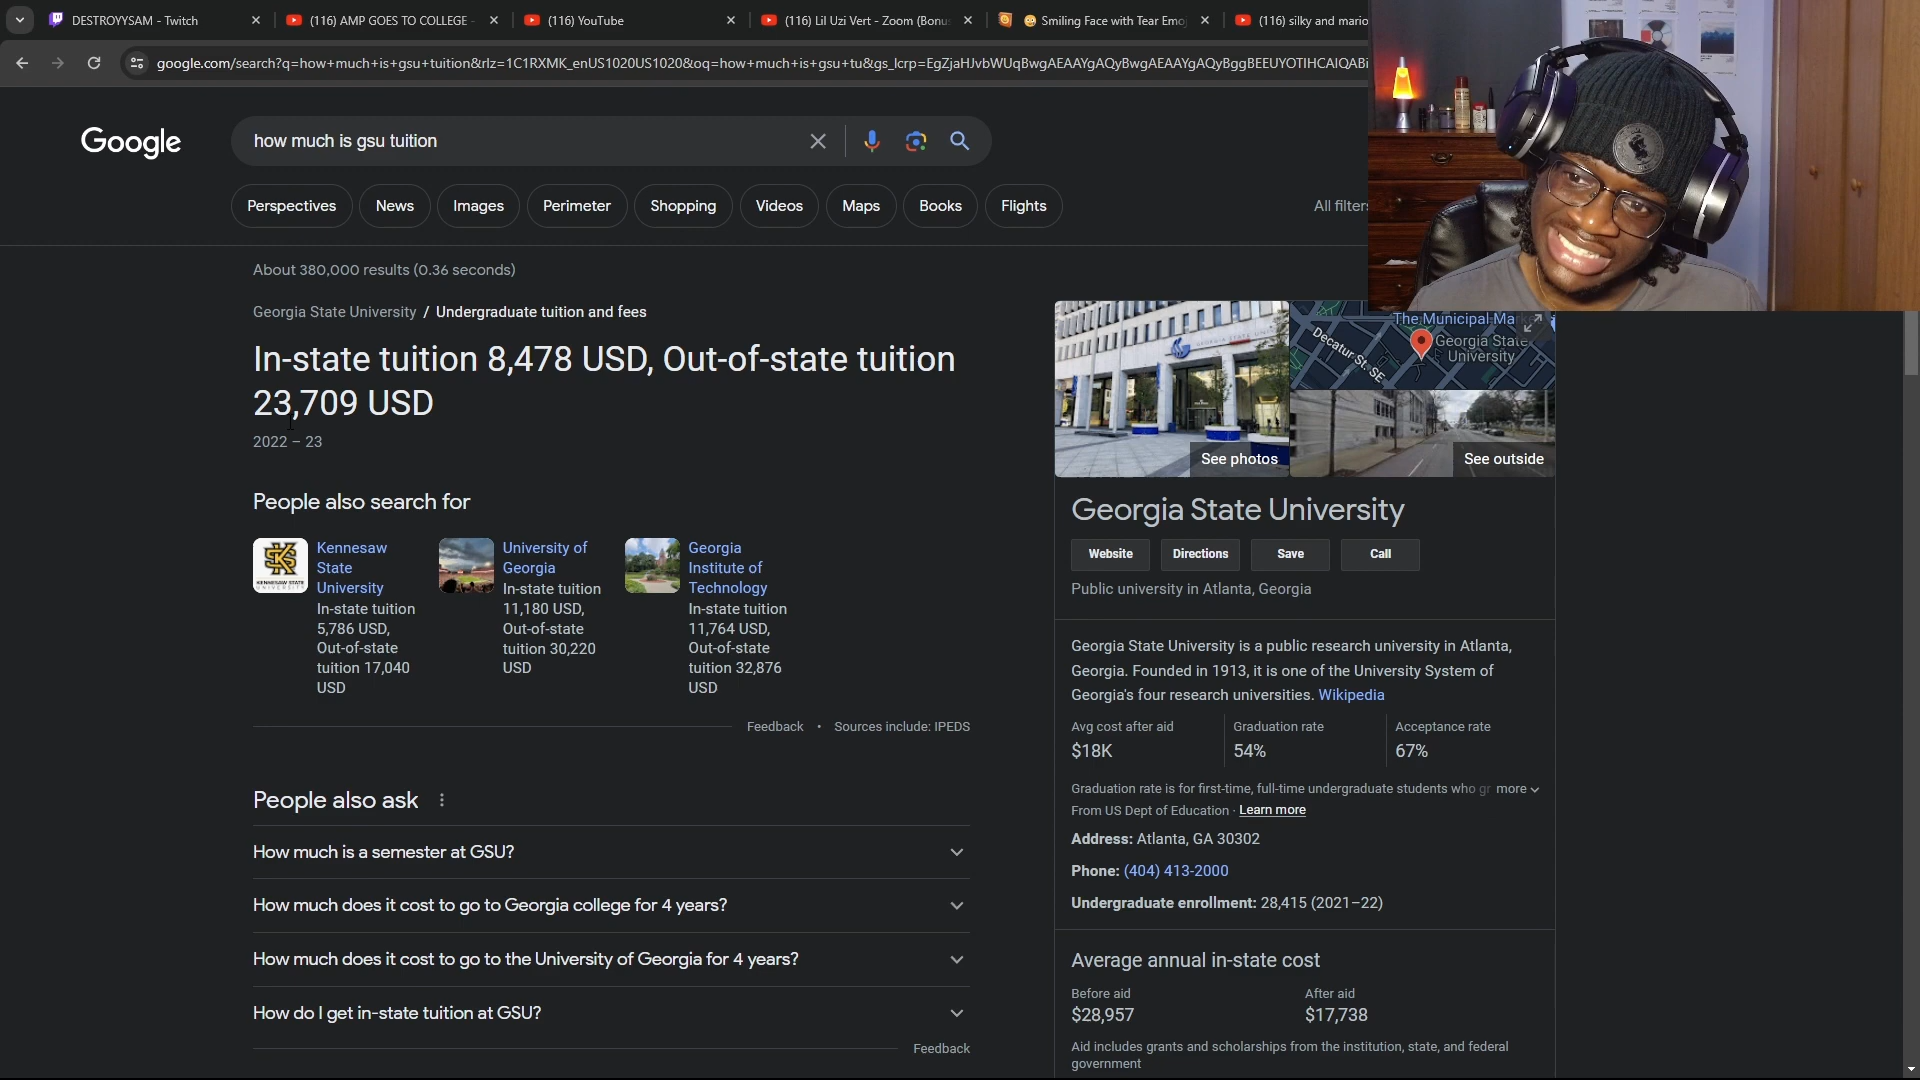 DESTROYYSAM - Twitch
(116) AMP GOES TO COLLEGE -
(116) YouTube
(116) Lil Uzi Vert - Zoom (Bonu
Smiling Face with Tear Emoj
(116) silky and mario
google.com/search?q=how+much+is+gsu+tuition&rlz=1C1RXMK_enUS1020US1020&oq=how+much+is+gsu+tu&gs_lcrp=EgZjaHJvbWUqBwgAEAAYgAQyBwgAEAAYgAQyBggBEEUYOTIHCAIQABi
Google
how much is gsu tuition
Perspectives
News
Images
Perimeter
Shopping
Videos
Maps
Books
Flights
All filters
About 380,000 results (0.36 seconds)
Georgia State University / Undergraduate tuition and fees
In-state tuition 8,478 USD, Out-of-state tuition
23,709 USD
2022 – 23
People also search for
Kennesaw
State
University
In-state tuition
5,786 USD,
Out-of-state
tuition 17,040
USD
University of
Georgia
In-state tuition
11,180 USD,
Out-of-state
tuition 30,220
USD
Georgia
Institute of
Technology
In-state tuition
11,764 USD,
Out-of-state
tuition 32,876
USD
Feedback • Sources include: IPEDS
People also ask
How much is a semester at GSU?
How much does it cost to go to Georgia college for 4 years?
How much does it cost to go to the University of Georgia for 4 years?
How do I get in-state tuition at GSU?
Feedback
GEORGIA STATE
See photos
The Municipal Mark
Decatur St. SE
Georgia State
University
See outside
Georgia State University
Website
Directions
Save
Call
Public university in Atlanta, Georgia
Georgia State University is a public research university in Atlanta,
Georgia. Founded in 1913, it is one of the University System of
Georgia's four research universities. Wikipedia
Avg cost after aid
$18K
Graduation rate
54%
Acceptance rate
67%
Graduation rate is for first-time, full-time undergraduate students who gr more
From US Dept of Education · Learn more
Address: Atlanta, GA 30302
Phone: (404) 413-2000
Undergraduate enrollment: 28,415 (2021–22)
Average annual in-state cost
Before aid
$28,957
After aid
$17,738
Aid includes grants and scholarships from the institution, state, and federal
government